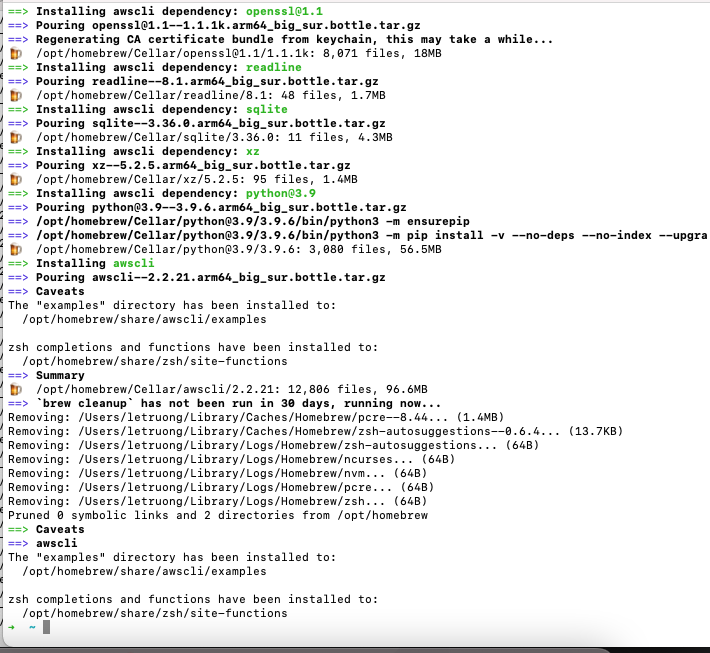 ==> Installing awscli dependency: openssl@1.1
==> Pouring openssl@1.1--1.1.1k.arm64_big_sur.bottle.tar.gz
==> Regenerating CA certificate bundle from keychain, this may take a while...
🍺  /opt/homebrew/Cellar/openssl@1.1/1.1.1k: 8,071 files, 18MB
==> Installing awscli dependency: readline
==> Pouring readline--8.1.arm64_big_sur.bottle.tar.gz
🍺  /opt/homebrew/Cellar/readline/8.1: 48 files, 1.7MB
==> Installing awscli dependency: sqlite
==> Pouring sqlite--3.36.0.arm64_big_sur.bottle.tar.gz
🍺  /opt/homebrew/Cellar/sqlite/3.36.0: 11 files, 4.3MB
==> Installing awscli dependency: xz
==> Pouring xz--5.2.5.arm64_big_sur.bottle.tar.gz
🍺  /opt/homebrew/Cellar/xz/5.2.5: 95 files, 1.4MB
==> Installing awscli dependency: python@3.9
==> Pouring python@3.9--3.9.6.arm64_big_sur.bottle.tar.gz
==> /opt/homebrew/Cellar/python@3.9/3.9.6/bin/python3 -m ensurepip
==> /opt/homebrew/Cellar/python@3.9/3.9.6/bin/python3 -m pip install -v --no-deps --no-index --upgra
🍺  /opt/homebrew/Cellar/python@3.9/3.9.6: 3,080 files, 56.5MB
==> Installing awscli
==> Pouring awscli--2.2.21.arm64_big_sur.bottle.tar.gz
==> Caveats
The "examples" directory has been installed to:
  /opt/homebrew/share/awscli/examples

zsh completions and functions have been installed to:
  /opt/homebrew/share/zsh/site-functions
==> Summary
🍺  /opt/homebrew/Cellar/awscli/2.2.21: 12,806 files, 96.6MB
==> `brew cleanup` has not been run in 30 days, running now...
Removing: /Users/letruong/Library/Caches/Homebrew/pcre--8.44... (1.4MB)
Removing: /Users/letruong/Library/Caches/Homebrew/zsh-autosuggestions--0.6.4... (13.7KB)
Removing: /Users/letruong/Library/Logs/Homebrew/zsh-autosuggestions... (64B)
Removing: /Users/letruong/Library/Logs/Homebrew/ncurses... (64B)
Removing: /Users/letruong/Library/Logs/Homebrew/nvm... (64B)
Removing: /Users/letruong/Library/Logs/Homebrew/pcre... (64B)
Removing: /Users/letruong/Library/Logs/Homebrew/zsh... (64B)
Pruned 0 symbolic links and 2 directories from /opt/homebrew
==> Caveats
==> awscli
The "examples" directory has been installed to:
  /opt/homebrew/share/awscli/examples

zsh completions and functions have been installed to:
  /opt/homebrew/share/zsh/site-functions
➜  ~